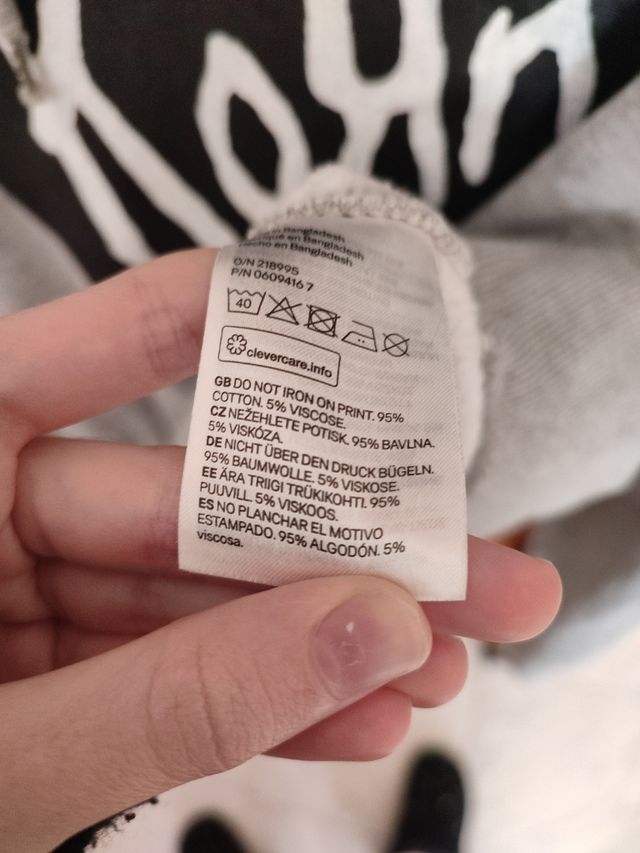 Korn
in Bangladesh
en Bangladesh
Hecho en Bangladesh
O/N 218995
P/N 0609416 7
40
clevercare.info
GB DO NOT IRON ON PRINT. 95%
COTTON. 5% VISCOSE.
CZ NEŽEHLETE POTISK. 95% BAVLNA.
5% VISKÓZA.
DE NICHT ÜBER DEN DRUCK BÜGELN.
95% BAUMWOLLE. 5% VISKOSE.
EE ÄRA TRIIGI TRÜKIKOHTI. 95%
PUUVILL. 5% VISKOOS.
ES NO PLANCHAR EL MOTIVO
ESTAMPADO. 95% ALGODÓN. 5%
viscosa.